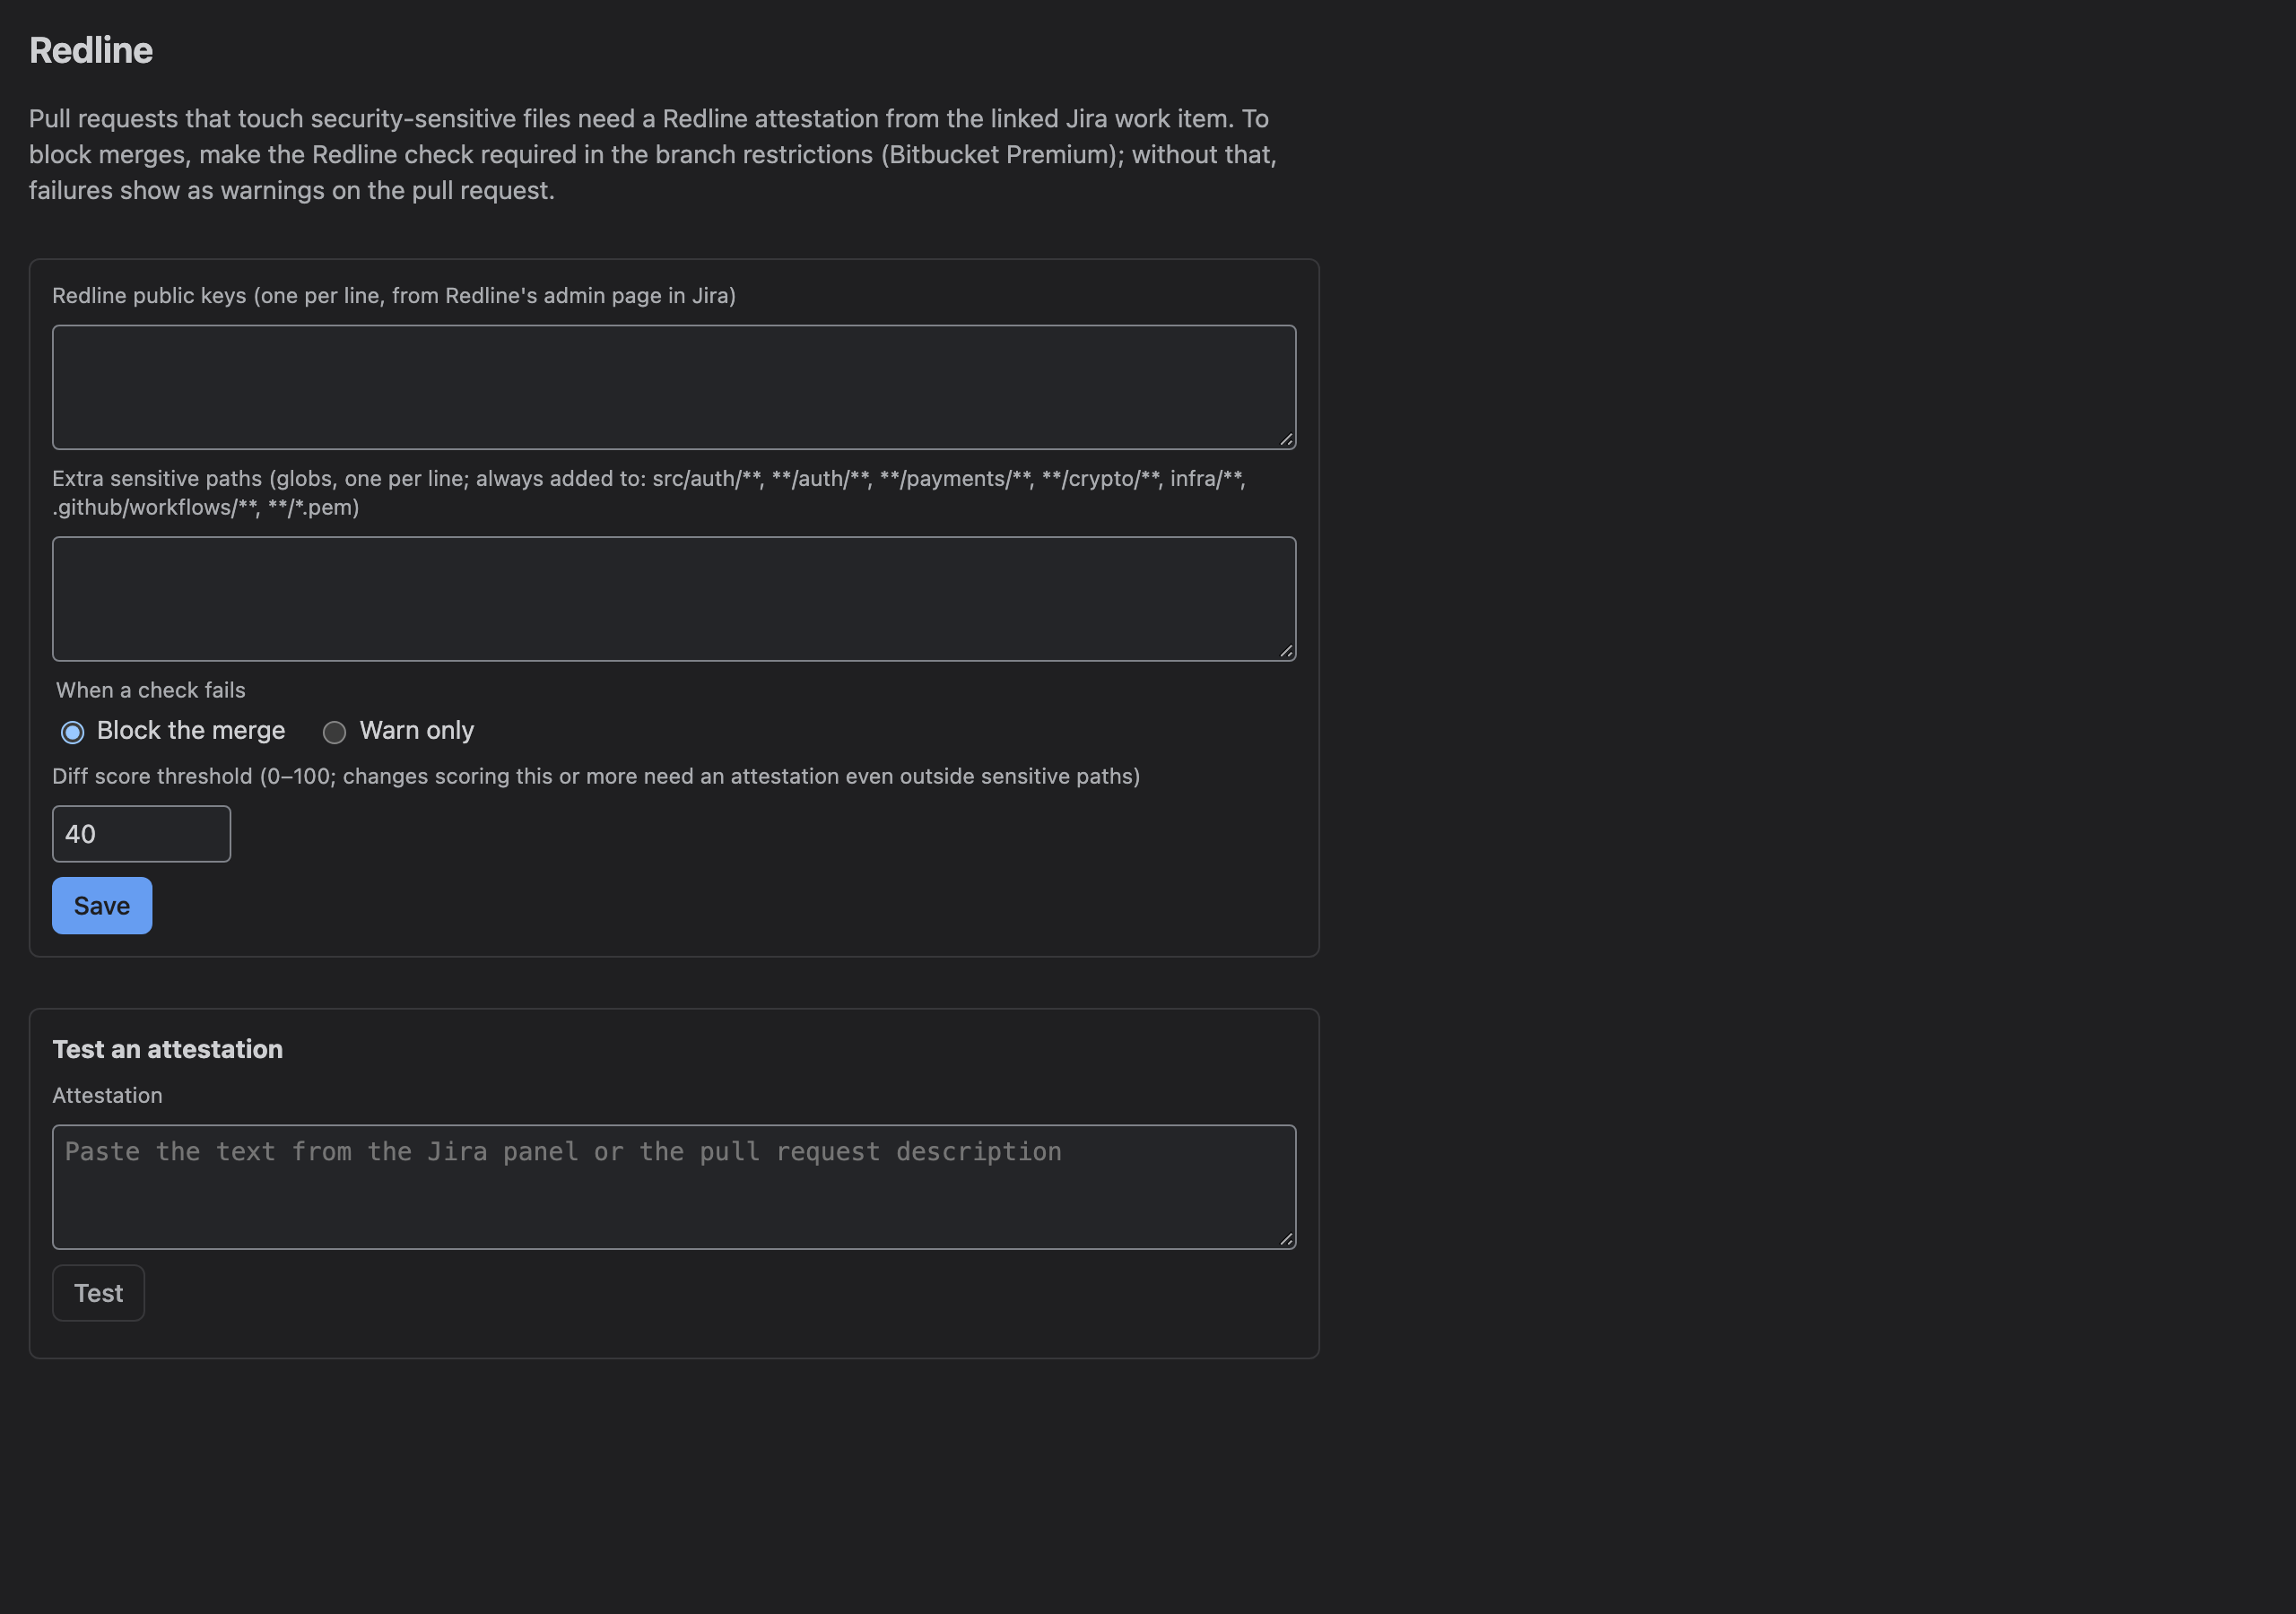 Redline
Pull requests that touch security-sensitive files need a Redline attestation from the linked Jira work item. To
block merges, make the Redline check required in the branch restrictions (Bitbucket Premium); without that,
failures show as warnings on the pull request.
Redline public keys (one per line, from Redline's admin page in Jira)
Extra sensitive paths (globs, one per line; always added to: src/auth/**, **/auth/**, **/payments/**, **/crypto/**, infra/**,
.github/workflows/**, **/*.pem)
When a check fails
Block the merge Warn only
Diff score threshold (0–100; changes scoring this or more need an attestation even outside sensitive paths)
40
Save
Test an attestation
Attestation
Paste the text from the Jira panel or the pull request description
Test